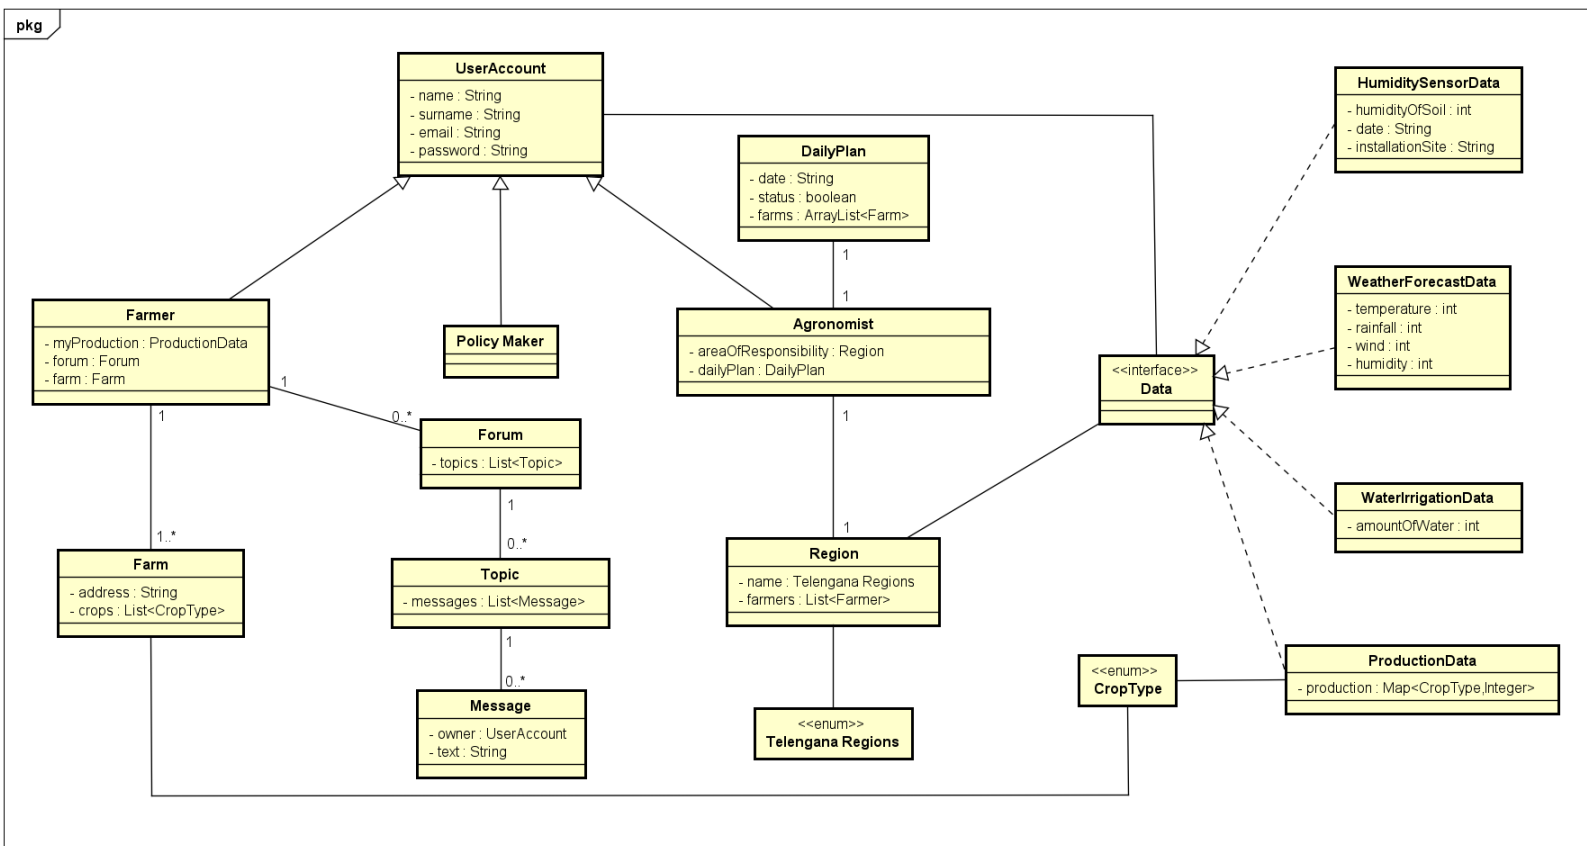 pkg
UserAccount
- name : String
- surname : String
- email : String
- password : String
DailyPlan
- date : String
- status : boolean
- farms : ArrayList<Farm>
1
1
HumiditySensorData
- humidityOfSoil : int
- date : String
- installationSite : String
WeatherForecastData
- temperature : int
- rainfall : int
- wind : int
- humidity : int
Farmer
- myProduction : ProductionData
- forum : Forum
- farm : Farm
1
1
0..*
1..*
Policy Maker
Agronomist
- areaOfResponsibility : Region
- dailyPlan : DailyPlan
1
1
<<interface>>
Data
Forum
- topics : List<Topic>
1
0..*
WaterIrrigationData
- amountOfWater : int
Farm
- address : String
- crops : List<CropType>
Topic
- messages : List<Message>
1
0..*
Region
- name : Telengana Regions
- farmers : List<Farmer>
<<enum>>
CropType
ProductionData
- production : Map<CropType,Integer>
Message
- owner : UserAccount
- text : String
<<enum>>
Telengana Regions